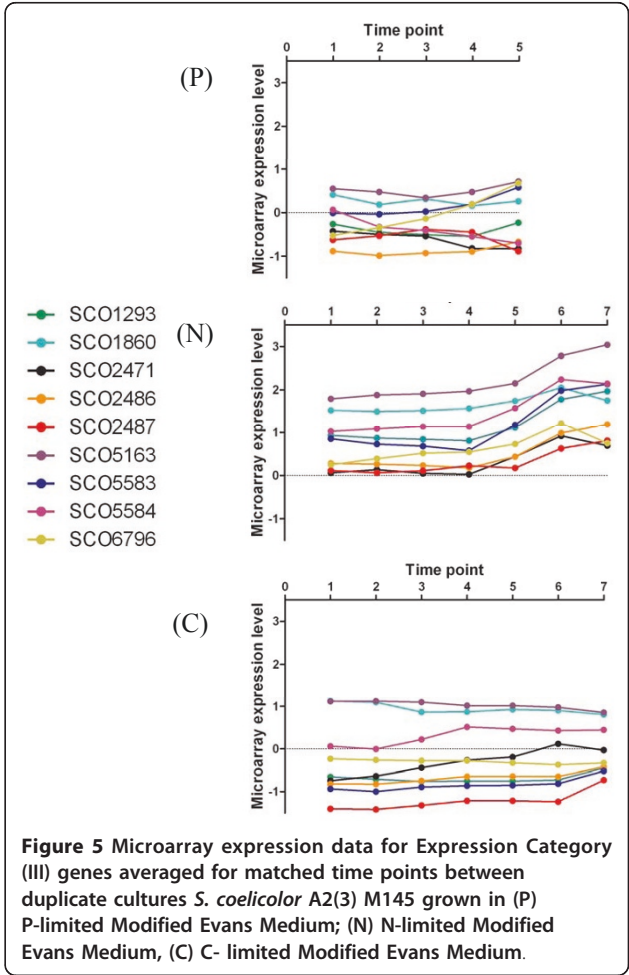 Time point
0 1 2 3 4 5
(P)
Microarray expression level
3
2
1
0
-1
SCO1293
SCO1860
SCO2471
SCO2486
SCO2487
SCO5163
SCO5583
SCO5584
SCO6796
(N)
0 1 2 3 4 5 6 7
Microarray expression level
3
2
1
0
-1
(C)
Time point
0 1 2 3 4 5 6 7
Microarray expression level
3
2
1
0
-1
Figure 5 Microarray expression data for Expression Category
(III) genes averaged for matched time points between
duplicate cultures S. coelicolor A2(3) M145 grown in (P)
P-limited Modified Evans Medium; (N) N-limited Modified
Evans Medium, (C) C- limited Modified Evans Medium.